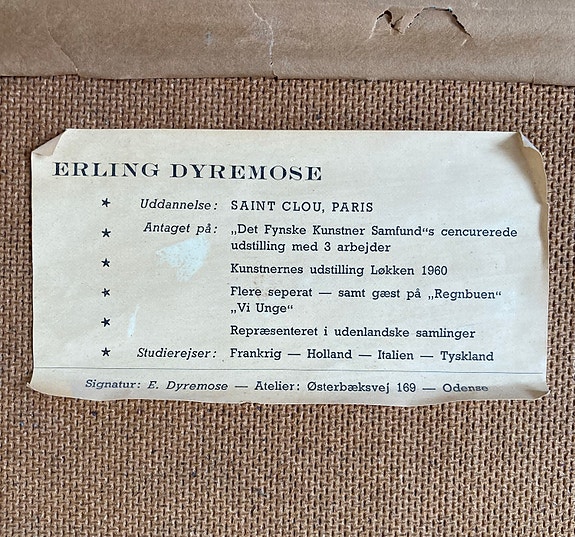 ERLING DYREMOSE
★ Uddannelse: SAINT CLOU, PARIS
★ Antaget på: „Det Fynske Kunstner Samfund“s cencurerede
udstilling med 3 arbejder
★ Kunstnernes udstilling Løkken 1960
★ Flere seperat — samt gæst på „Regnbuen“
„Vi Unge“
★ Repræsenteret i udenlandske samlinger
★ Studierejser: Frankrig — Holland — Italien — Tyskland
Signatur: E. Dyremose — Atelier: Østerbæksvej 169 — Odense